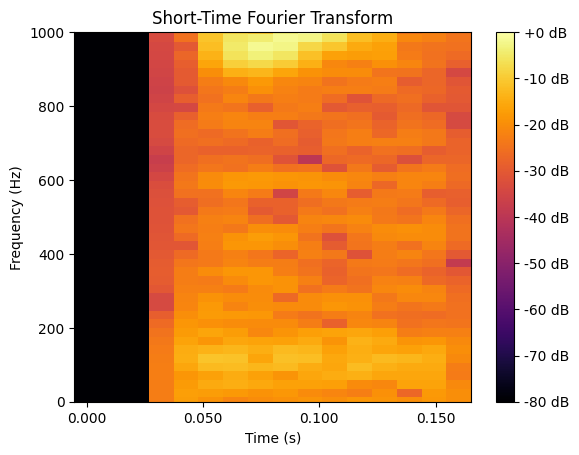 Short-Time Fourier Transform
1000
800
600
400
200
0
Frequency (Hz)
0.000
0.050
0.100
0.150
Time (s)
+0 dB
-10 dB
-20 dB
-30 dB
-40 dB
-50 dB
-60 dB
-70 dB
-80 dB